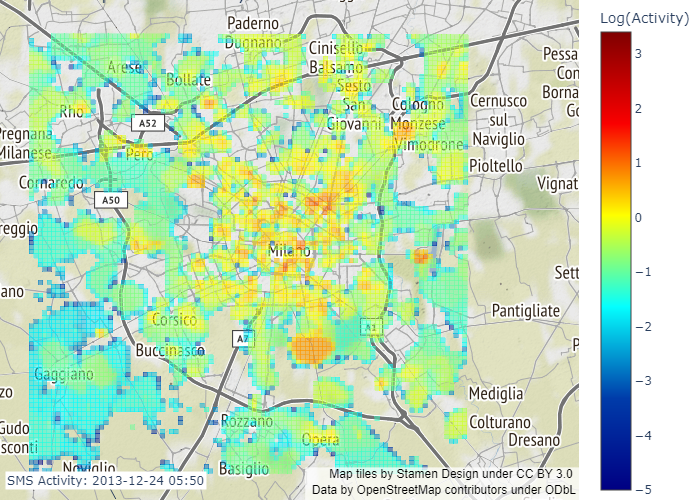 Log(Activity)
3
2
1
0
−1
−2
−3
−4
−5
Paderno
Dugnano
Cinisello
Balsamo
Arese
Bollate
Sesto
San
Giovanni
Cologno
Monzese
Cernusco
sul
Naviglio
Pessa
Con
Borna
Go
Rho
A52
Pregnana
Milanese
Pero
Vimodrone
Pioltello
Cornaredo
A50
Vignat
reggio
Milano
Sett
ano
Pantigliate
Corsico
A7
A1
Buccinasco
P
Gaggiano
zo
Mediglia
Rozzano
Colturano
Gudo
sconti
Opera
Dresano
Noviglio
Basiglio
SMS Activity: 2013-12-24 05:50
Map tiles by Stamen Design under CC BY 3.0
Data by OpenStreetMap contributors under ODbL